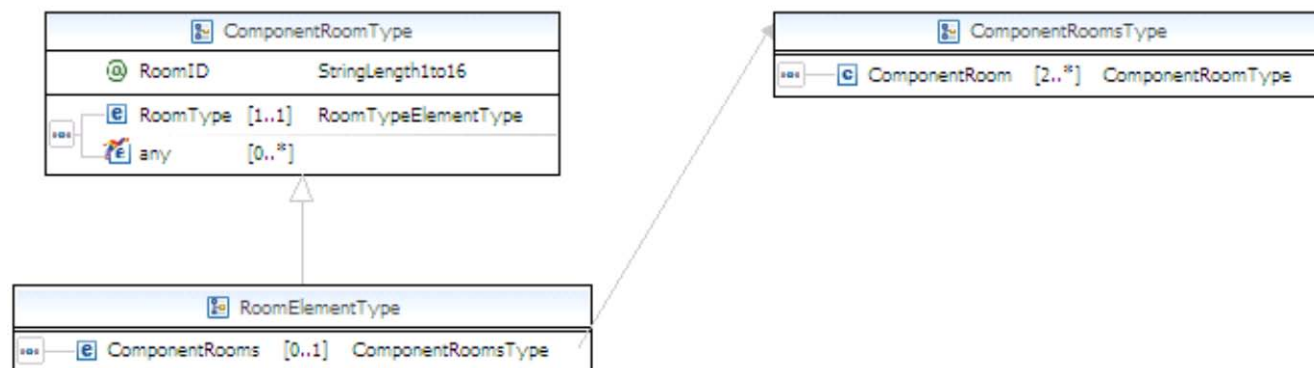 ComponentRoomType
RoomID StringLength1to16
RoomType [1..1] RoomTypeElementType
any [0..*]
ComponentRoomsType
ComponentRoom [2..*] ComponentRoomType
RoomElementType
ComponentRooms [0..1] ComponentRoomsType